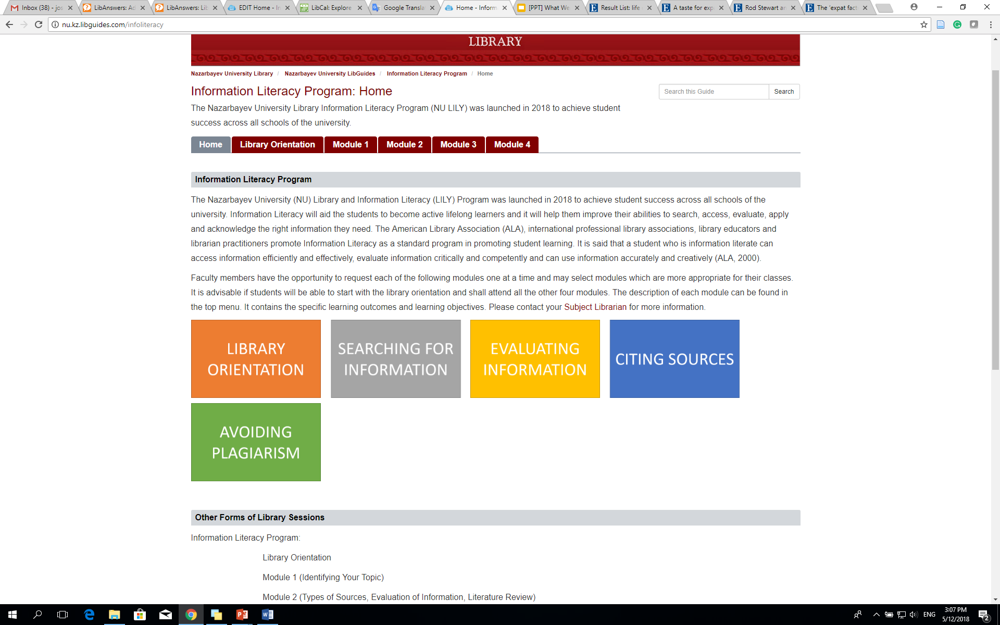 Inbox (38) - jos
LibAnswers: Ad
LibAnswers: Lib
EDIT Home - In
LibCal: Explore
Google Transla
Home - Inform
[PPT] What We
Result List: life
A taste for exp
Rod Stewart an
The 'expat fact
nu.kz.libguides.com/infoliteracy
LIBRARY
Nazarbayev University Library / Nazarbayev University LibGuides / Information Literacy Program / Home
Information Literacy Program: Home
Search this Guide Search
The Nazarbayev University Library Information Literacy Program (NU LILY) was launched in 2018 to achieve student
success across all schools of the university.
Home Library Orientation Module 1 Module 2 Module 3 Module 4
Information Literacy Program
The Nazarbayev University (NU) Library and Information Literacy (LILY) Program was launched in 2018 to achieve student success across all schools of the
university. Information Literacy will aid the students to become active lifelong learners and it will help them improve their abilities to search, access, evaluate, apply
and acknowledge the right information they need. The American Library Association (ALA), international professional library associations, library educators and
librarian practitioners promote Information Literacy as a standard program in promoting student learning. It is said that a student who is information literate can
access information efficiently and effectively, evaluate information critically and competently and can use information accurately and creatively (ALA, 2000).
Faculty members have the opportunity to request each of the following modules one at a time and may select modules which are more appropriate for their classes.
It is advisable if students will be able to start with the library orientation and shall attend all the other four modules. The description of each module can be found in
the top menu. It contains the specific learning outcomes and learning objectives. Please contact your Subject Librarian for more information.
LIBRARY
ORIENTATION
SEARCHING FOR
INFORMATION
EVALUATING
INFORMATION
CITING SOURCES
AVOIDING
PLAGIARISM
Other Forms of Library Sessions
Information Literacy Program:
Library Orientation
Module 1 (Identifying Your Topic)
Module 2 (Types of Sources, Evaluation of Information, Literature Review)
ENG
3:07 PM
5/12/2018
2